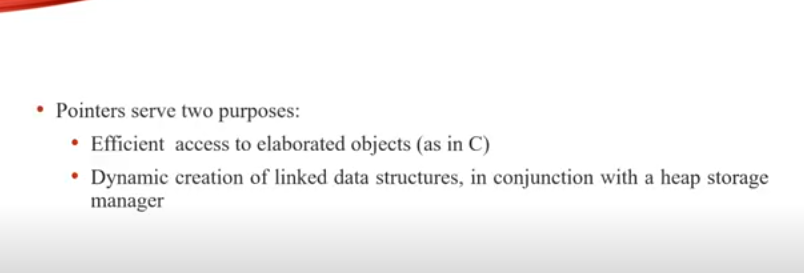 • Pointers serve two purposes:
• Efficient access to elaborated objects (as in C)
• Dynamic creation of linked data structures, in conjunction with a heap storage
manager